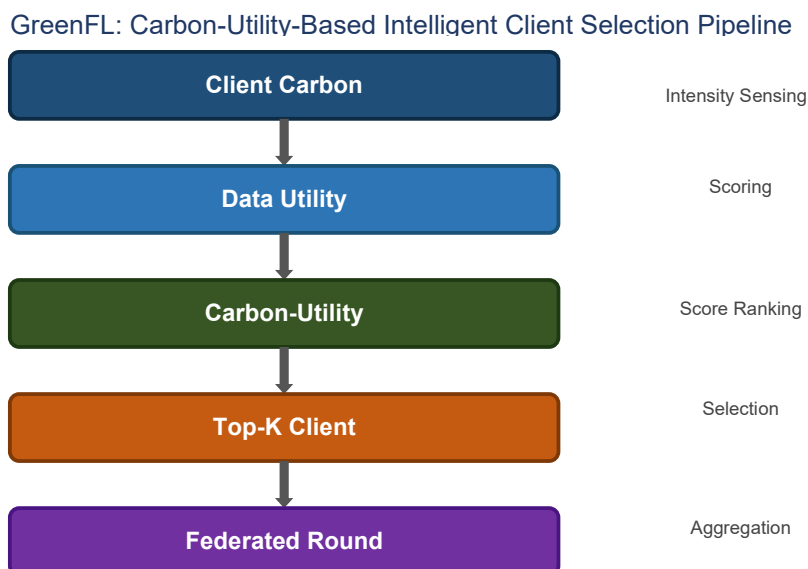 GreenFL: Carbon-Utility-Based Intelligent Client Selection Pipeline
Client Carbon
Intensity Sensing
Data Utility
Scoring
Carbon-Utility
Score Ranking
Top-K Client
Selection
Federated Round
Aggregation